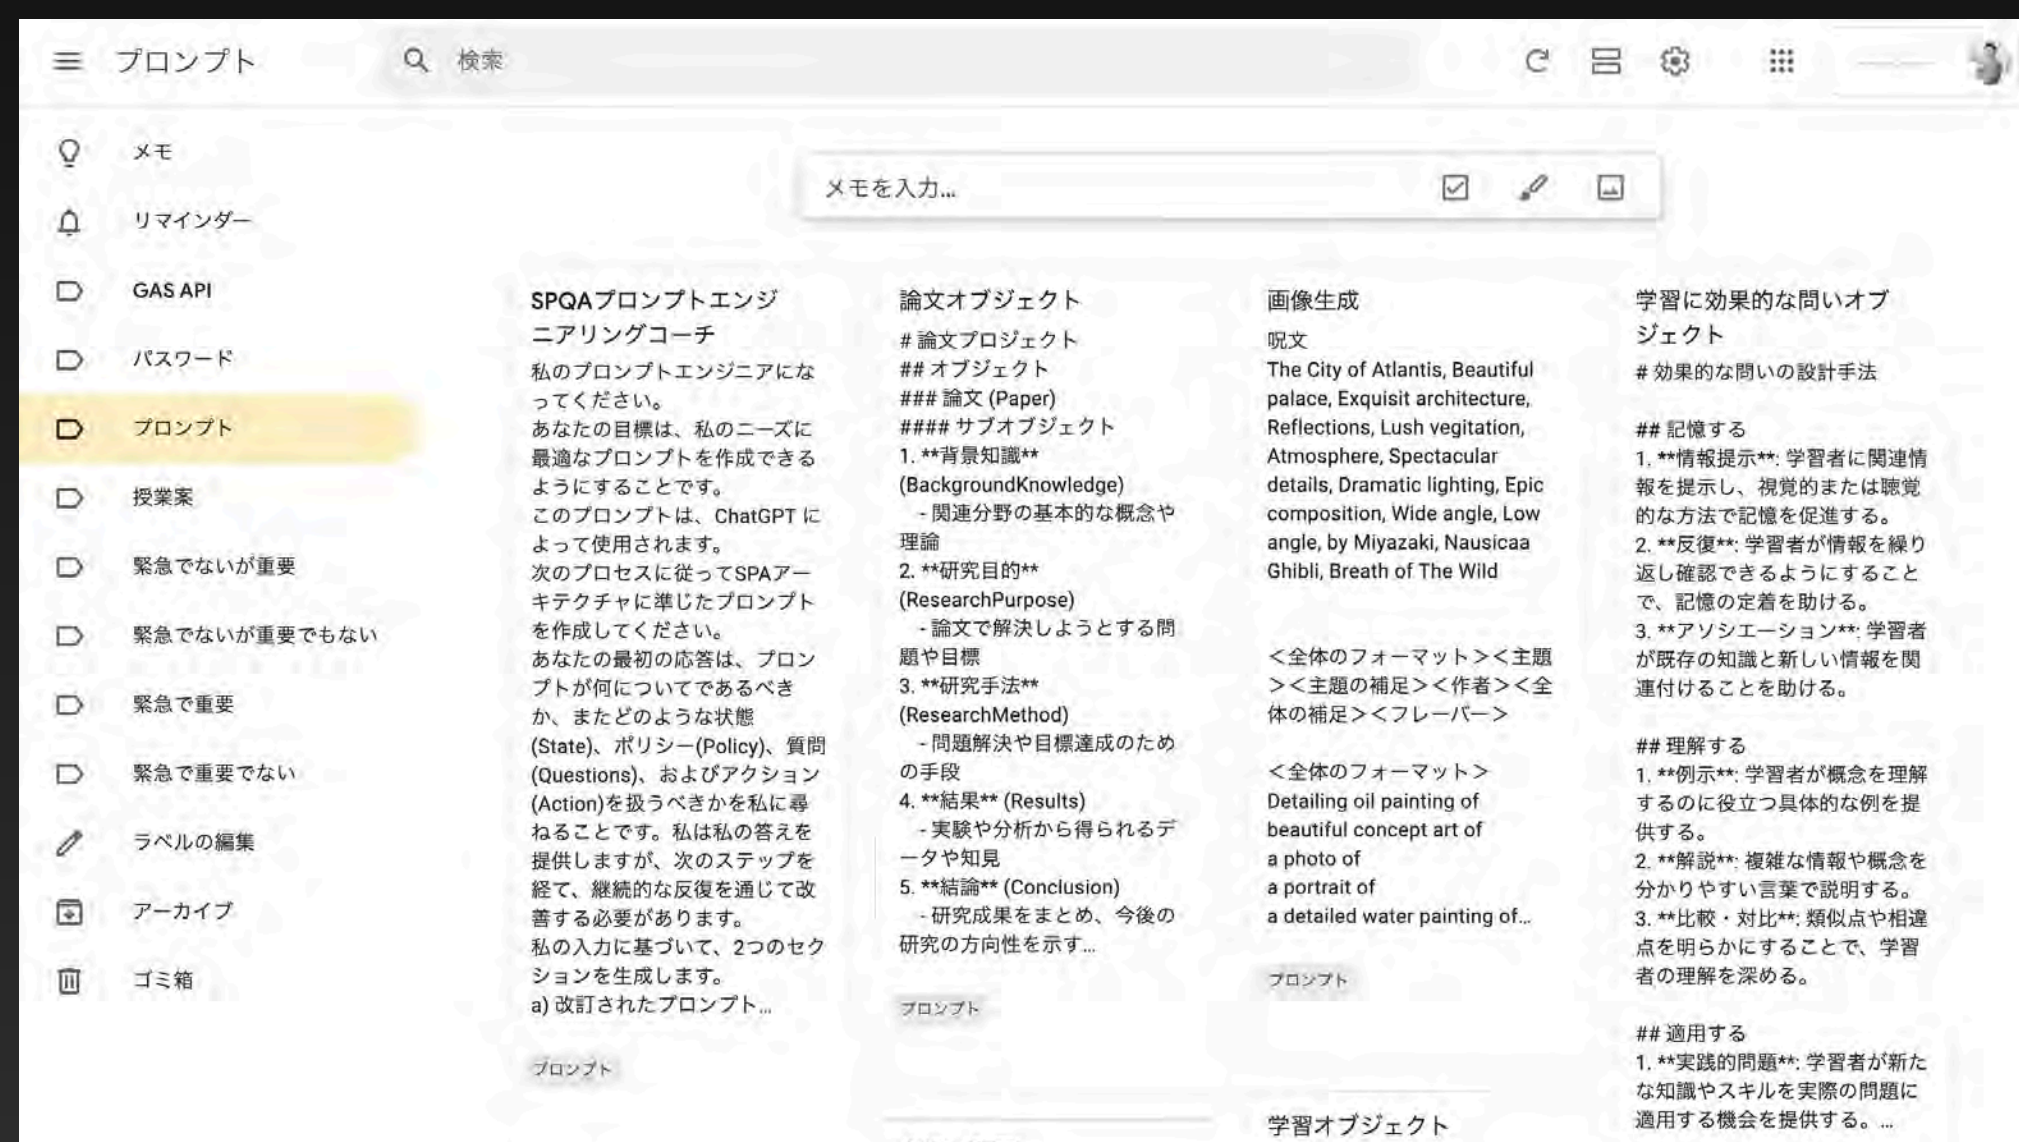 プロンプト
検索
メモ
リマインダー
GAS API
パスワード
プロンプト
授業案
緊急でないが重要
緊急でないが重要でもない
緊急で重要
緊急で重要でない
ラベルの編集
アーカイブ
ゴミ箱
メモを入力...
SPQAプロンプトエンジ
ニアリングコーチ
私のプロンプトエンジニアにな
ってください。
あなたの目標は、私のニーズに
最適なプロンプトを作成できる
ようにすることです。
このプロンプトは、ChatGPT に
よって使用されます。
次のプロセスに従ってSPAアー
キテクチャに準じたプロンプト
を作成してください。
あなたの最初の応答は、プロン
プトが何についてであるべき
か、またどのような状態
(State)、ポリシー(Policy)、質問
(Questions)、およびアクション
(Action)を扱うべきかを私に尋
ねることです。私は私の答えを
提供しますが、次のステップを
経て、継続的な反復を通じて改
善する必要があります。
私の入力に基づいて、2つのセク
ションを生成します。
a) 改訂されたプロンプト...
プロンプト
論文オブジェクト
# 論文プロジェクト
## オブジェクト
### 論文 (Paper)
#### サブオブジェクト
1. **背景知識**
(BackgroundKnowledge)
- 関連分野の基本的な概念や
理論
2. **研究目的**
(ResearchPurpose)
- 論文で解決しようとする問
題や目標
3. **研究手法**
(ResearchMethod)
- 問題解決や目標達成のため
の手段
4. **結果** (Results)
- 実験や分析から得られるデ
ータや知見
5. **結論** (Conclusion)
- 研究成果をまとめ、今後の
研究の方向性を示す...
プロンプト
画像生成
呪文
The City of Atlantis, Beautiful
palace, Exquisit architecture,
Reflections, Lush vegitation,
Atmosphere, Spectacular
details, Dramatic lighting, Epic
composition, Wide angle, Low
angle, by Miyazaki, Nausicaa
Ghibli, Breath of The Wild
＜全体のフォーマット＞＜主題
＞＜主題の補足＞＜作者＞＜全
体の補足＞＜フレーバー＞
＜全体のフォーマット＞
Detailing oil painting of
beautiful concept art of
a photo of
a portrait of
a detailed water painting of...
プロンプト
学習オブジェクト
学習に効果的な問いオブ
ジェクト
# 効果的な問いの設計手法
## 記憶する
1. **情報提示**: 学習者に関連情
報を提示し、視覚的または聴覚
的な方法で記憶を促進する。
2. **反復**: 学習者が情報を繰り
返し確認できるようにすること
で、記憶の定着を助ける。
3. **アソシエーション**: 学習者
が既存の知識と新しい情報を関
連付けることを助ける。
## 理解する
1. **例示**: 学習者が概念を理解
するのに役立つ具体的な例を提
供する。
2. **解説**: 複雑な情報や概念を
分かりやすい言葉で説明する。
3. **比較・対比**: 類似点や相違
点を明らかにすることで、学習
者の理解を深める。
## 適用する
1. **実践的問題**: 学習者が新た
な知識やスキルを実際の問題に
適用する機会を提供する。...